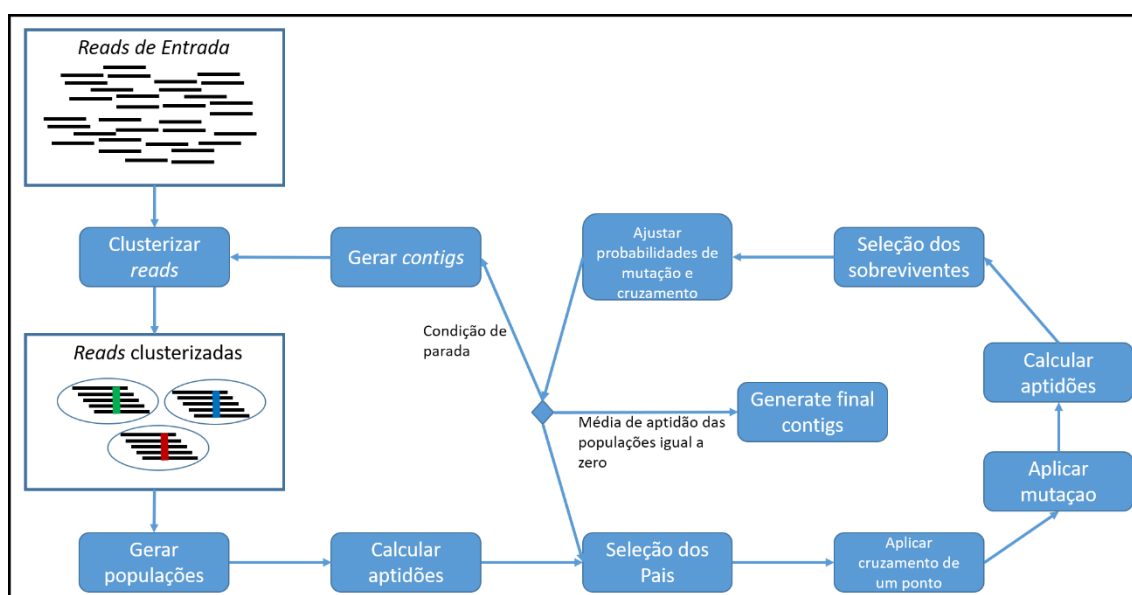 Reads de Entrada
Clusterizar
reads
Gerar contigs
Ajustar
probabilidades de
mutação e
cruzamento
Seleção dos
sobreviventes
Condição de
parada
Reads clusterizadas
Calcular
aptidões
Generate final
contigs
Média de aptidão das
populações igual a
zero
Aplicar
mutaçao
Gerar
populações
Calcular
aptidões
Seleção dos
Pais
Aplicar
cruzamento de
um ponto